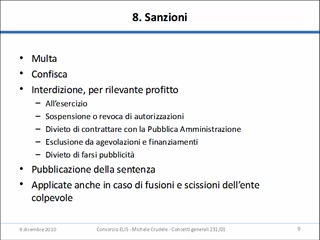 8. Sanzioni
• Multa
• Confisca
• Interdizione, per rilevante profitto
– All'esercizio
– Sospensione o revoca di autorizzazioni
– Divieto di contrattare con la Pubblica Amministrazione
– Esclusione da agevolazioni e finanziamenti
– Divieto di farsi pubblicità
• Pubblicazione della sentenza
• Applicate anche in caso di fusioni e scissioni dell'ente
colpevole
9 dicembre 2010 Consorzio ELIS - Michele Crudele - Concetti generali 231/01 9